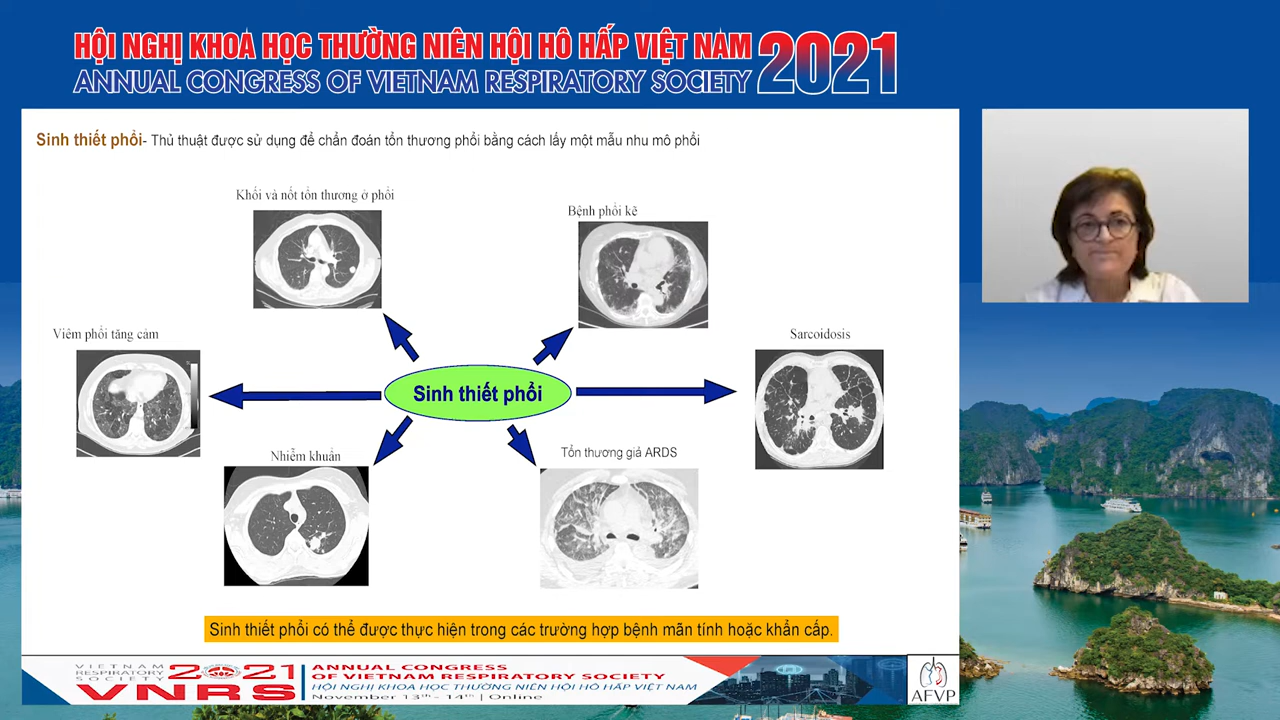 HỘI NGHỊ KHOA HỌC THƯỜNG NIÊN HỘI HÔ HẤP VIỆT NAM 2021
ANNUAL CONGRESS OF VIETNAM RESPIRATORY SOCIETY
Sinh thiết phổi- Thủ thuật được sử dụng để chẩn đoán tổn thương phổi bằng cách lấy một mẫu nhu mô phổi
Khối và nốt tổn thương ở phổi
Bệnh phổi kẽ
Viêm phổi tăng cảm
Sarcoidosis
Sinh thiết phổi
Nhiễm khuẩn
Tổn thương giả ARDS
Sinh thiết phổi có thể được thực hiện trong các trường hợp bệnh mãn tính hoặc khẩn cấp.
VIETNAM
RESPIRATORY
SOCIETY
2021
VNRS
ANNUAL CONGRESS
OF VIETNAM RESPIRATORY SOCIETY
HỘI NGHỊ KHOA HỌC THƯỜNG NIÊN HỘI HÔ HẤP VIỆT NAM
November 13th - 14th | Online
AFVP